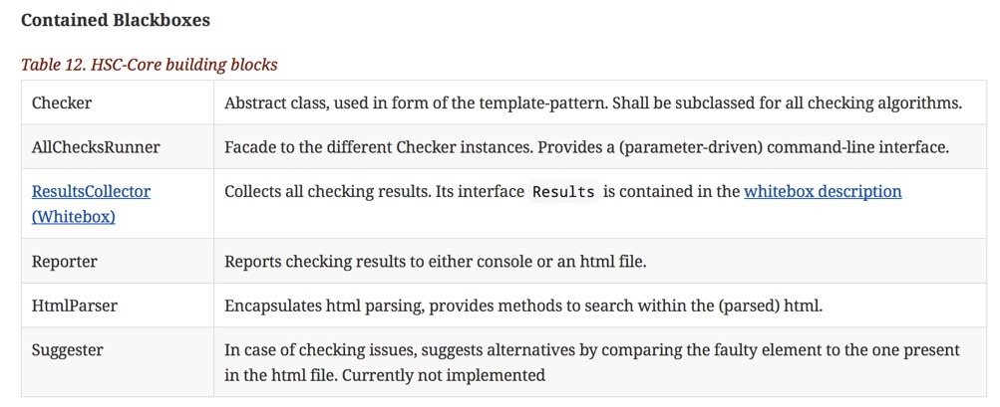 Contained Blackboxes
Table 12. HSC-Core building blocks
Checker
Abstract class, used in form of the template-pattern. Shall be subclassed for all checking algorithms.
AllChecksRunner
Facade to the different Checker instances. Provides a (parameter-driven) command-line interface.
ResultsCollector
(Whitebox)
Collects all checking results. Its interface Results is contained in the whitebox description
Reporter
Reports checking results to either console or an html file.
HtmlParser
Encapsulates html parsing, provides methods to search within the (parsed) html.
Suggester
In case of checking issues, suggests alternatives by comparing the faulty element to the one present
in the html file. Currently not implemented